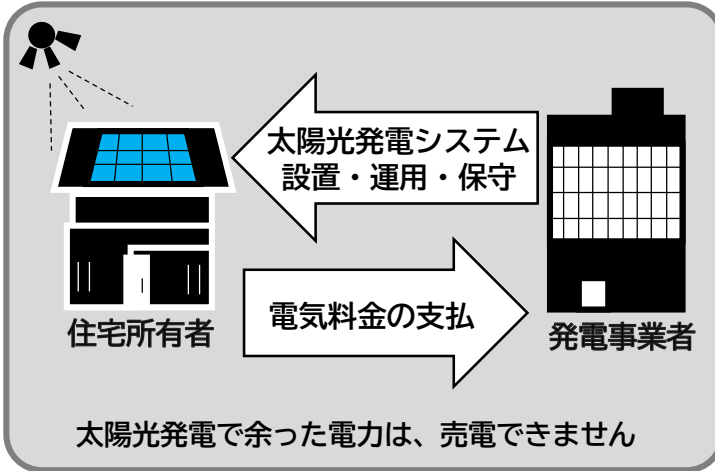 太陽光発電システム
設置・運用・保守
電気料金の支払
住宅所有者
発電事業者
太陽光発電で余った電力は、売電できません